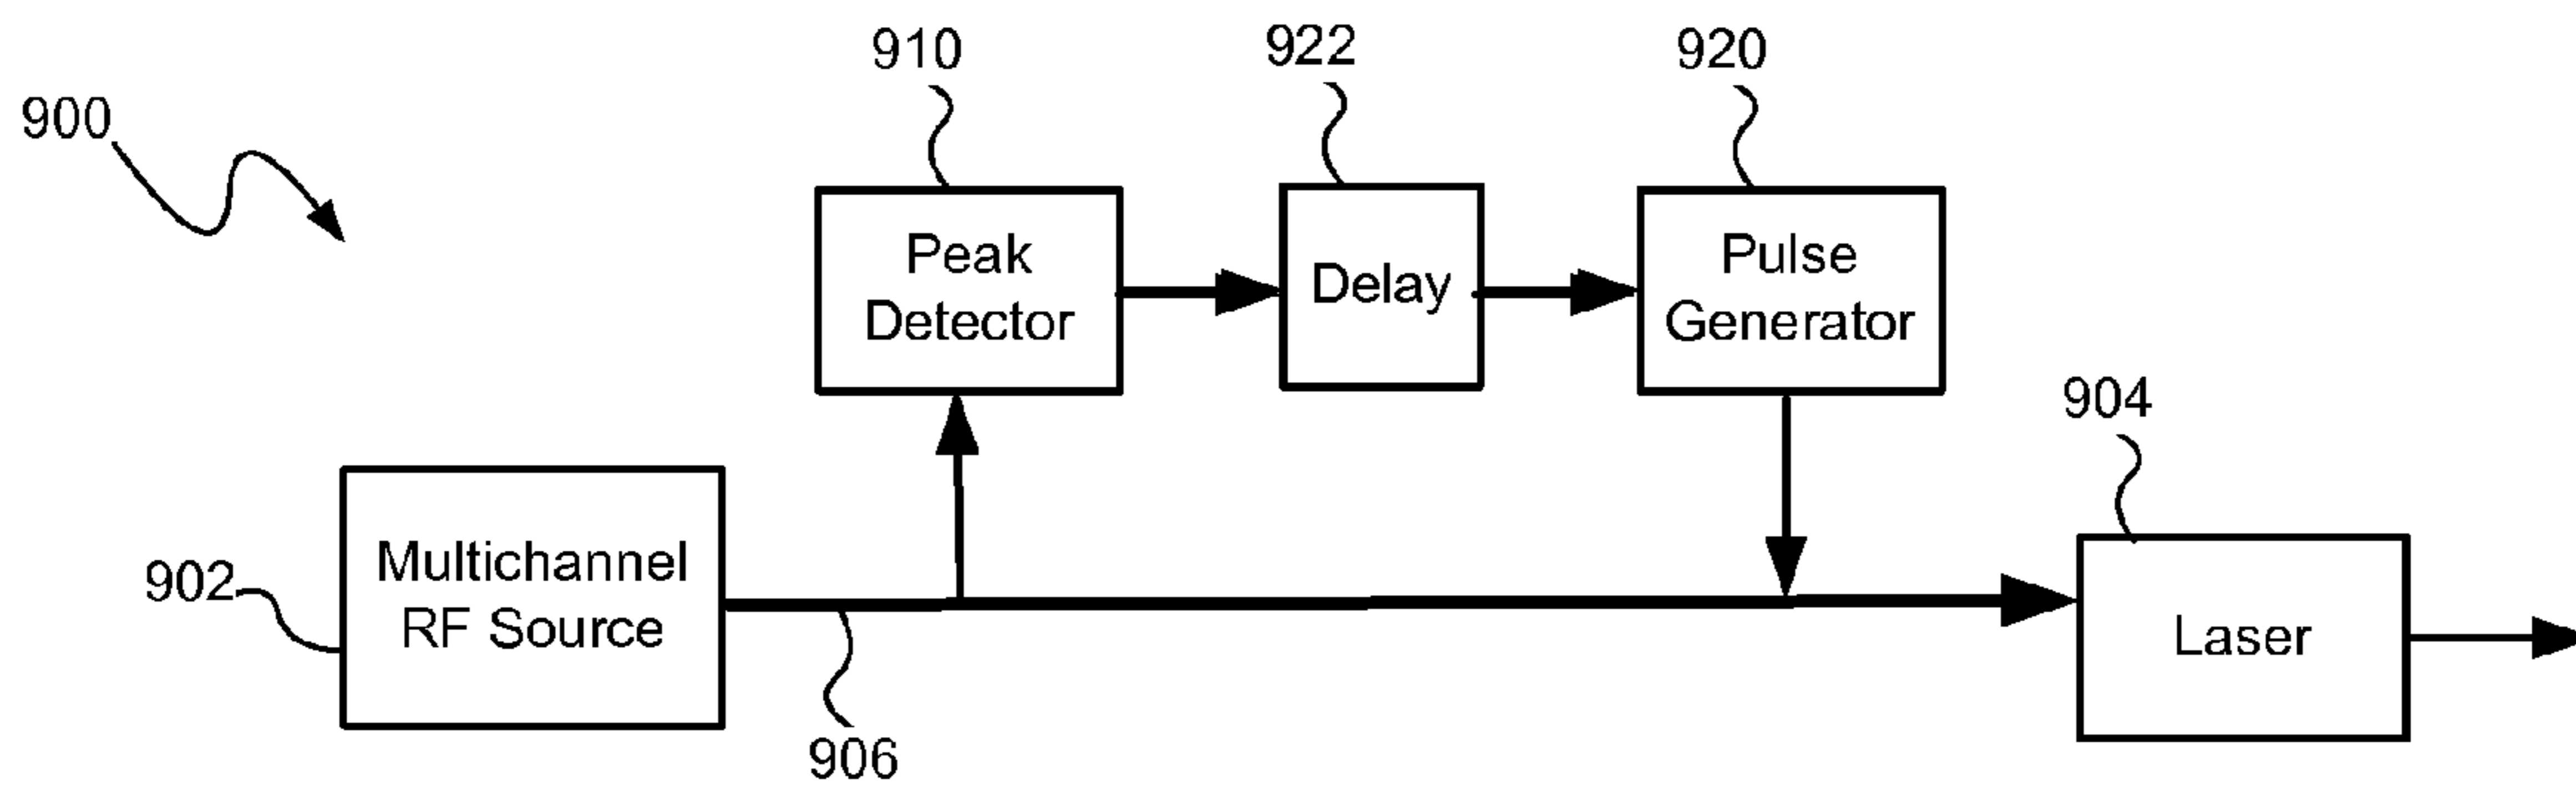 910
922
920
900
Peak
Detector
Delay
Pulse
Generator
904
902
Multichannel
RF Source
Laser
906